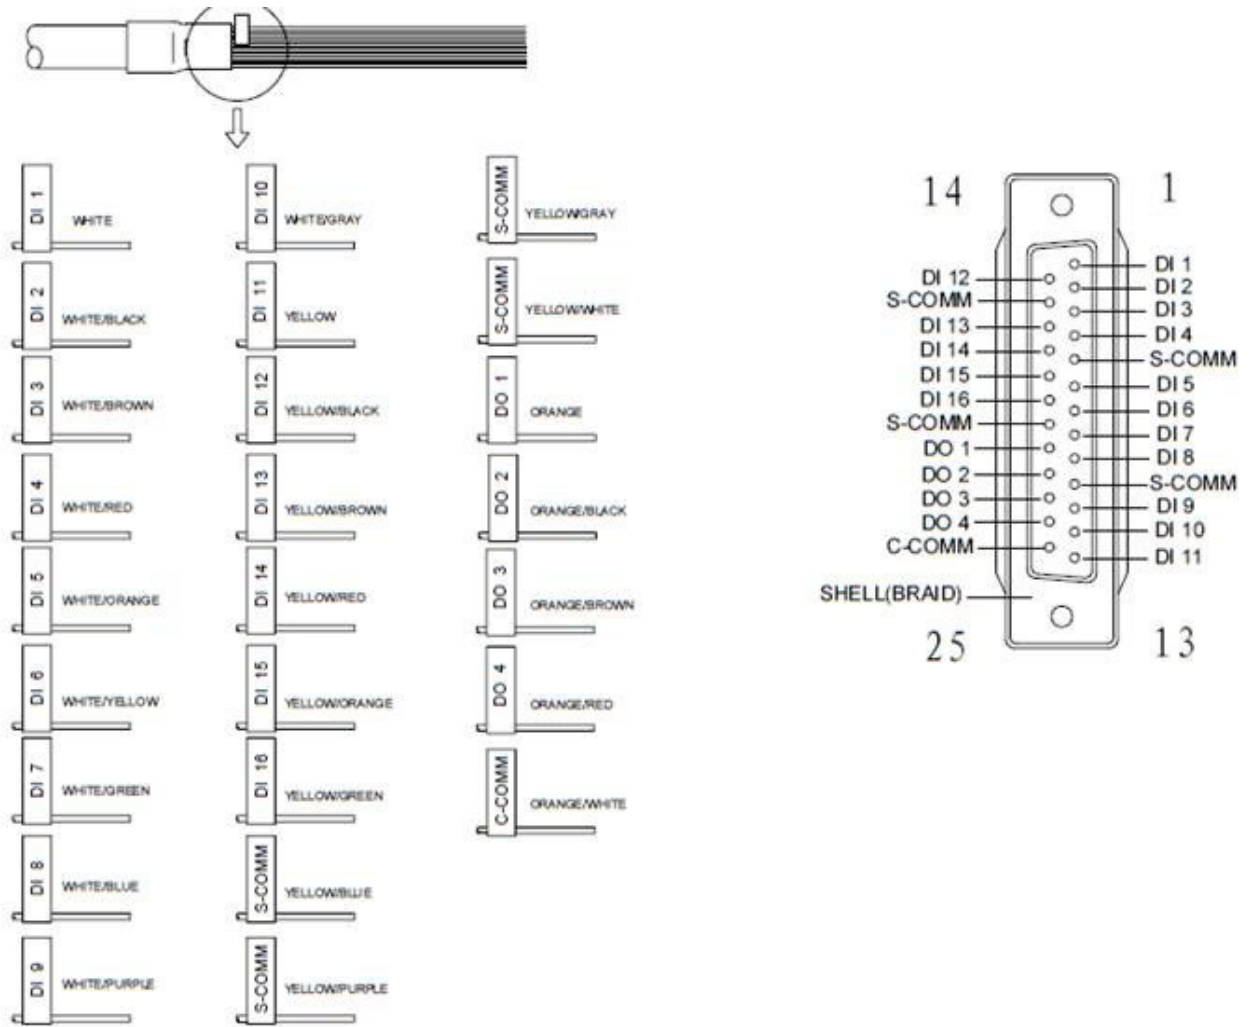 DI 1
WHITE
DI 2
WHITE/BLACK
DI 3
WHITE/BROWN
DI 4
WHITE/RED
DI 5
WHITE/ORANGE
DI 6
WHITE/YELLOW
DI 7
WHITE/GREEN
DI 8
WHITE/BLUE
DI 9
WHITE/PURPLE
DI 10
WHITE/GRAY
DI 11
YELLOW
DI 12
YELLOW/BLACK
DI 13
YELLOW/BROWN
DI 14
YELLOW/RED
DI 15
YELLOW/ORANGE
DI 16
YELLOW/GREEN
S-COMM
YELLOW/BLUE
S-COMM
YELLOW/PURPLE
S-COMM
YELLOW/GRAY
S-COMM
YELLOW/WHITE
DO 1
ORANGE
DO 2
ORANGE/BLACK
DO 3
ORANGE/BROWN
DO 4
ORANGE/RED
C-COMM
ORANGE/WHITE
14
DI 12
S-COMM
DI 13
DI 14
DI 15
DI 16
S-COMM
DO 1
DO 2
DO 3
DO 4
C-COMM
SHELL(BRAID)
25
1
DI 1
DI 2
DI 3
DI 4
S-COMM
DI 5
DI 6
DI 7
DI 8
S-COMM
DI 9
DI 10
DI 11
13